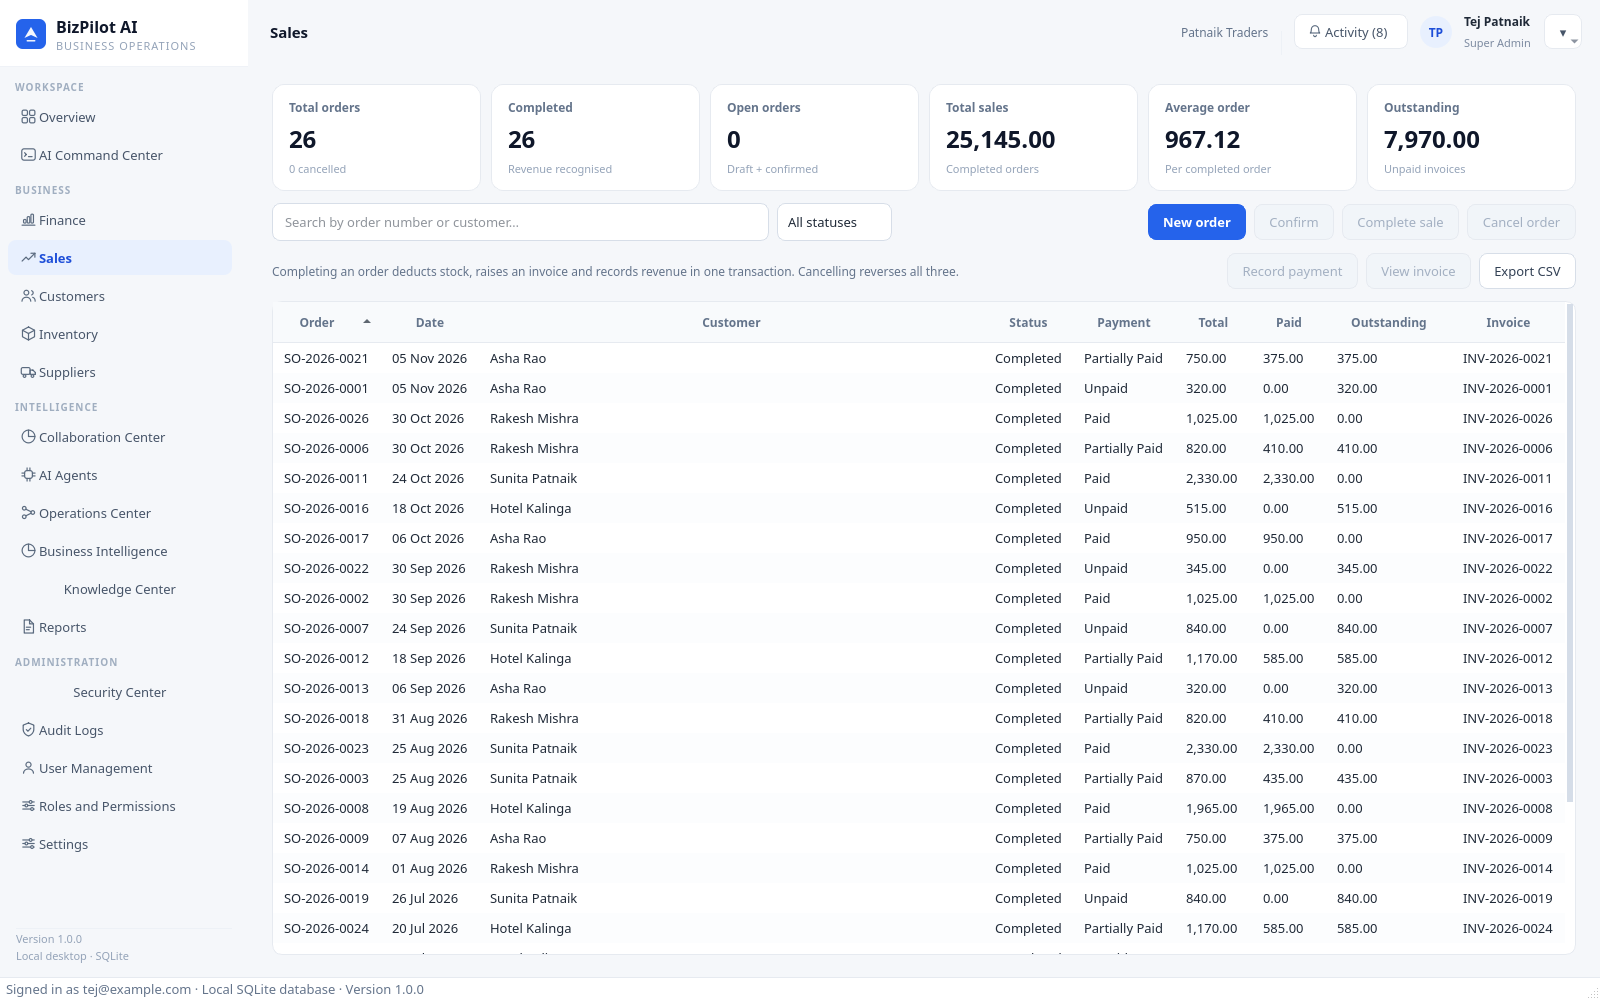 BizPilot AI
BUSINESS OPERATIONS
Sales
Patnaik Traders
Activity (8)
TP
Tej Patnaik
Super Admin
WORKSPACE
Overview
AI Command Center
BUSINESS
Finance
Sales
Customers
Inventory
Suppliers
INTELLIGENCE
Collaboration Center
AI Agents
Operations Center
Business Intelligence
Knowledge Center
Reports
ADMINISTRATION
Security Center
Audit Logs
User Management
Roles and Permissions
Settings
Version 1.0.0
Local desktop · SQLite
Total orders
26
0 cancelled
Completed
26
Revenue recognised
Open orders
0
Draft + confirmed
Total sales
25,145.00
Completed orders
Average order
967.12
Per completed order
Outstanding
7,970.00
Unpaid invoices
Search by order number or customer...
All statuses
New order
Confirm
Complete sale
Cancel order
Completing an order deducts stock, raises an invoice and records revenue in one transaction. Cancelling reverses all three.
Record payment
View invoice
Export CSV
Order Date Customer Status Payment Total Paid Outstanding Invoice
SO-2026-0021 05 Nov 2026 Asha Rao Completed Partially Paid 750.00 375.00 375.00 INV-2026-0021
SO-2026-0001 05 Nov 2026 Asha Rao Completed Unpaid 320.00 0.00 320.00 INV-2026-0001
SO-2026-0026 30 Oct 2026 Rakesh Mishra Completed Paid 1,025.00 1,025.00 0.00 INV-2026-0026
SO-2026-0006 30 Oct 2026 Rakesh Mishra Completed Partially Paid 820.00 410.00 410.00 INV-2026-0006
SO-2026-0011 24 Oct 2026 Sunita Patnaik Completed Paid 2,330.00 2,330.00 0.00 INV-2026-0011
SO-2026-0016 18 Oct 2026 Hotel Kalinga Completed Unpaid 515.00 0.00 515.00 INV-2026-0016
SO-2026-0017 06 Oct 2026 Asha Rao Completed Paid 950.00 950.00 0.00 INV-2026-0017
SO-2026-0022 30 Sep 2026 Rakesh Mishra Completed Unpaid 345.00 0.00 345.00 INV-2026-0022
SO-2026-0002 30 Sep 2026 Rakesh Mishra Completed Paid 1,025.00 1,025.00 0.00 INV-2026-0002
SO-2026-0007 24 Sep 2026 Sunita Patnaik Completed Unpaid 840.00 0.00 840.00 INV-2026-0007
SO-2026-0012 18 Sep 2026 Hotel Kalinga Completed Partially Paid 1,170.00 585.00 585.00 INV-2026-0012
SO-2026-0013 06 Sep 2026 Asha Rao Completed Unpaid 320.00 0.00 320.00 INV-2026-0013
SO-2026-0018 31 Aug 2026 Rakesh Mishra Completed Partially Paid 820.00 410.00 410.00 INV-2026-0018
SO-2026-0023 25 Aug 2026 Sunita Patnaik Completed Paid 2,330.00 2,330.00 0.00 INV-2026-0023
SO-2026-0003 25 Aug 2026 Sunita Patnaik Completed Partially Paid 870.00 435.00 435.00 INV-2026-0003
SO-2026-0008 19 Aug 2026 Hotel Kalinga Completed Paid 1,965.00 1,965.00 0.00 INV-2026-0008
SO-2026-0009 07 Aug 2026 Asha Rao Completed Partially Paid 750.00 375.00 375.00 INV-2026-0009
SO-2026-0014 01 Aug 2026 Rakesh Mishra Completed Paid 1,025.00 1,025.00 0.00 INV-2026-0014
SO-2026-0019 26 Jul 2026 Sunita Patnaik Completed Unpaid 840.00 0.00 840.00 INV-2026-0019
SO-2026-0024 20 Jul 2026 Hotel Kalinga Completed Partially Paid 1,170.00 585.00 585.00 INV-2026-0024
Signed in as tej@example.com · Local SQLite database · Version 1.0.0